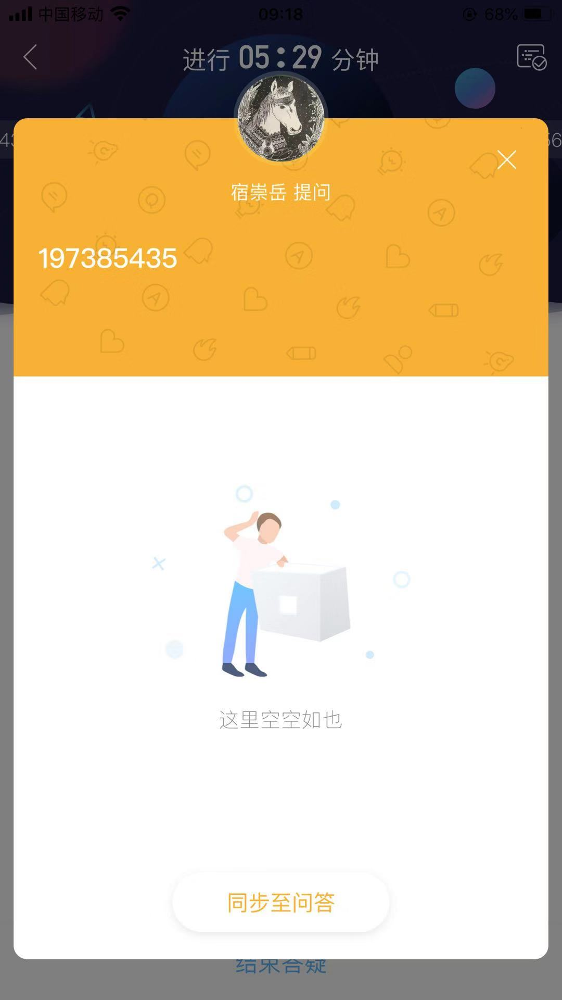 中国移动 09:18 68%
进行 05:29 分钟
宿崇岳 提问
197385435
这里空空如也
同步至问答
结束答疑